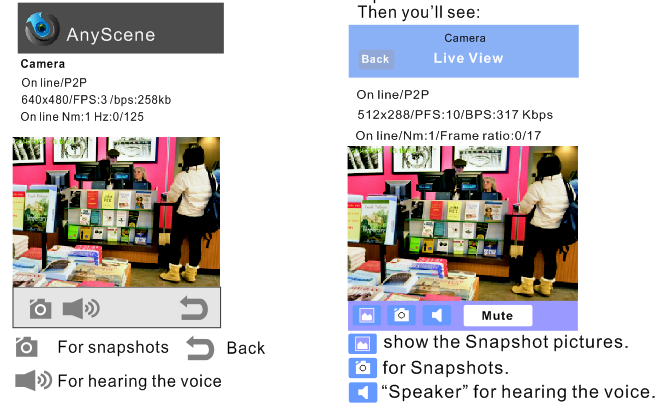 AnyScene
Camera
On line/P2P
640x480/FPS:3 /bps:258kb
On line Nm:1 Hz:0/125
For snapshots
Back
For hearing the voice
Then you'll see:
Camera
Back
Live View
On line/P2P
512x288/PFS:10/BPS:317 Kbps
On line/Nm:1/Frame ratio:0/17
Mute
show the Snapshot pictures.
for Snapshots.
“Speaker” for hearing the voice.